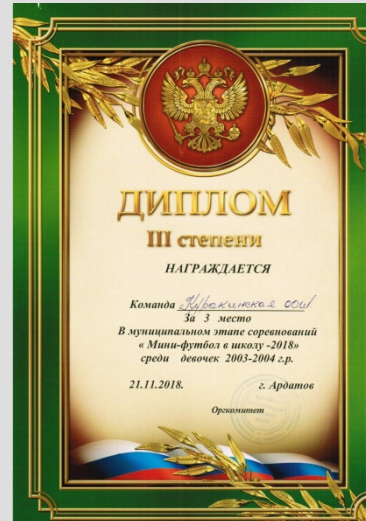 ДИПЛОМ
III степени
НАГРАЖДАЕТСЯ
Команда Куракинская ООШ
За 3 место
В муниципальном этапе соревнований
« Мини-футбол в школу -2018»
среди девочек 2003-2004 г.р.
21.11.2018. г. Ардатов
Оргкомитет